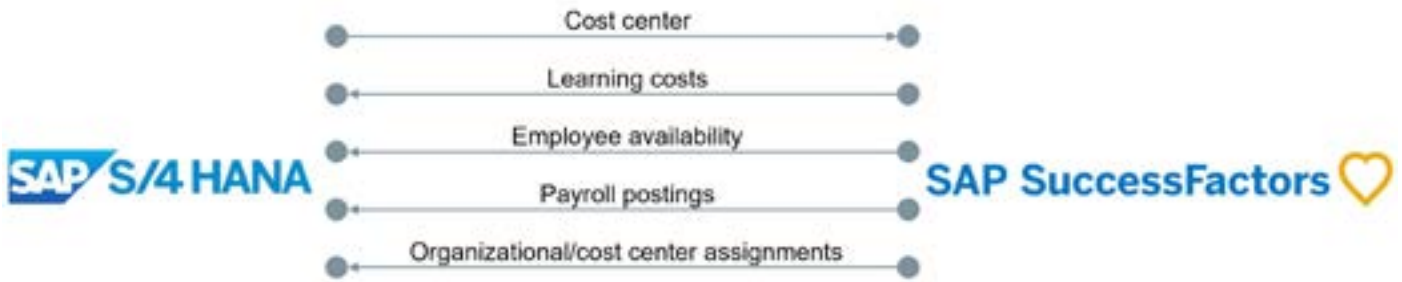 Cost center
Learning costs
Employee availability
SAP S/4 HANA
SAP SuccessFactors
Payroll postings
Organizational/cost center assignments